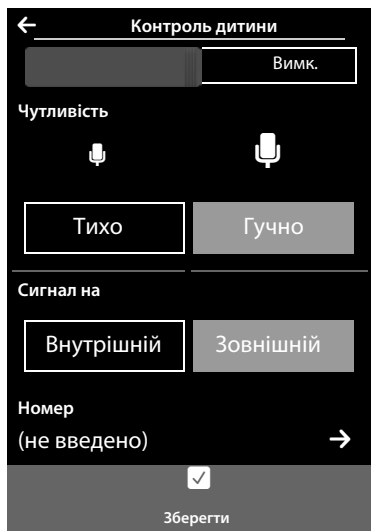 Контроль дитини
Вимк.
Чутливість
Тихо Гучно
Сигнал на
Внутрішній Зовнішній
Номер
(не введено)
Зберегти